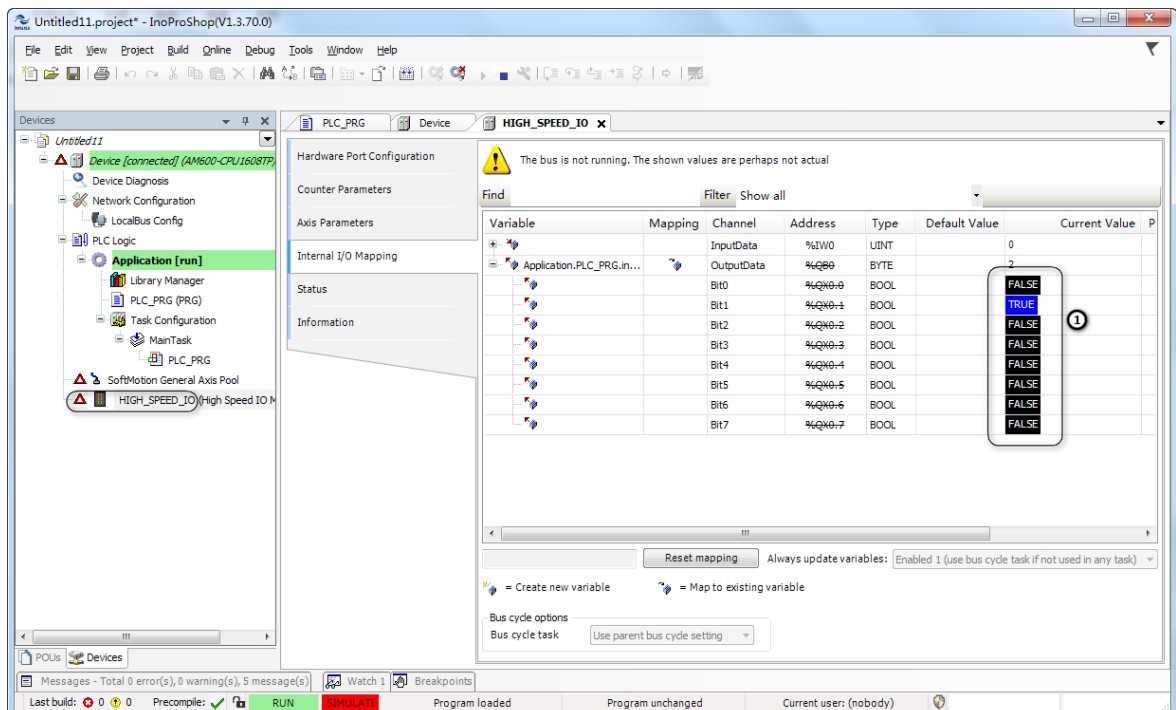 Untitled11.project* - InoProShop(V1.3.70.0)
File Edit View Project Build Online Debug Tools Window Help
Devices
Untitled11
Device [connected] (AM600-CPU1608TP
Device Diagnosis
Network Configuration
LocalBus Config
PLC Logic
Application [run]
Library Manager
PLC_PRG (PRG)
Task Configuration
MainTask
PLC_PRG
SoftMotion General Axis Pool
HIGH_SPEED_IO (High Speed IO M
POUs Devices
PLC_PRG Device HIGH_SPEED_IO X
Hardware Port Configuration
Counter Parameters
Axis Parameters
Internal I/O Mapping
Status
Information
The bus is not running. The shown values are perhaps not actual
Find Filter Show all
Variable Mapping Channel Address Type Default Value Current Value P
InputData %IW0 UINT 0
Application.PLC_PRG.in... OutputData %QB0 BYTE 2
Bit0 %QX0.0 BOOL FALSE
Bit1 %QX0.1 BOOL TRUE
Bit2 %QX0.2 BOOL FALSE
Bit3 %QX0.3 BOOL FALSE
Bit4 %QX0.4 BOOL FALSE
Bit5 %QX0.5 BOOL FALSE
Bit6 %QX0.6 BOOL FALSE
Bit7 %QX0.7 BOOL FALSE
①
Reset mapping Always update variables: Enabled 1 (use bus cycle task if not used in any task)
= Create new variable = Map to existing variable
Bus cycle options
Bus cycle task Use parent bus cycle setting
Messages - Total 0 error(s), 0 warning(s), 5 message(s) Watch 1 Breakpoints
Last build: 0 0 Precompile: RUN SIMULATI Program loaded Program unchanged Current user: (nobody)